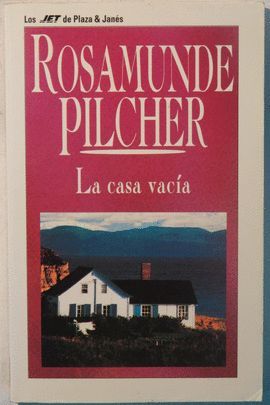 Los JET de Plaza & Janés
ROSAMUNDE
PILCHER
La casa vacía